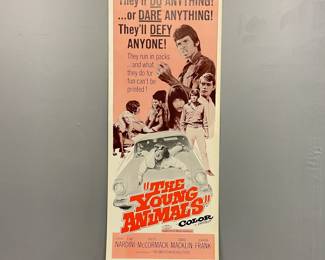 They'll DO ANYTHING!
...or DARE ANYTHING!
They'll DEFY
ANYONE!
They run in packs
...and what
they do for
fun can't be
printed!
"THE
YOUNG
ANIMALS"
COLOR
NARDINI McCORMACK MACKLIN FRANK